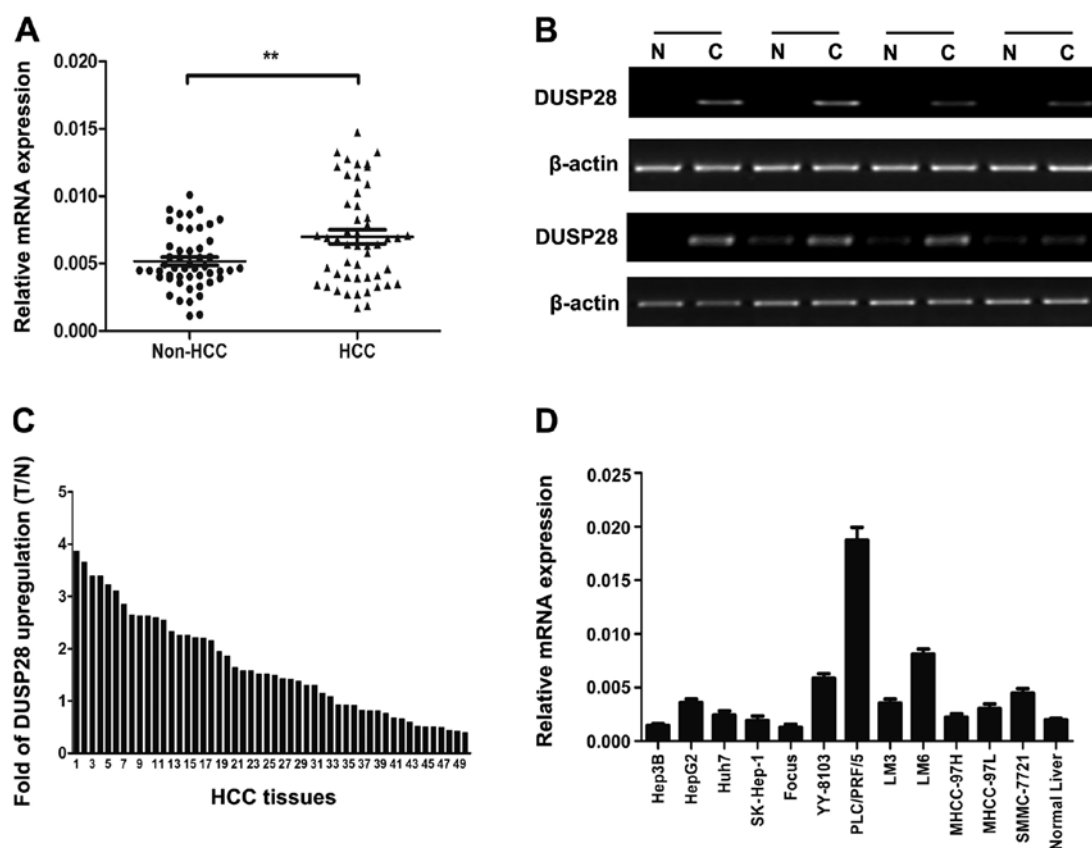 A
Relative mRNA expression
0.020
0.015
0.010
0.005
0.000
**
Non-HCC HCC
B
N C N C N C N C
DUSP28
β-actin
DUSP28
β-actin
C
Fold of DUSP28 upregulation (T/N)
5
4
3
2
1
0
1 3 5 7 9 11 13 15 17 19 21 23 25 27 29 31 33 35 37 39 41 43 45 47 49
HCC tissues
D
Relative mRNA expression
0.025
0.020
0.015
0.010
0.005
0.000
Hep3B
HepG2
Huh7
SK-Hep-1
Focus
YY-8103
PLC/PRF/5
LM3
LM6
MHCC-97H
MHCC-97L
SMMC-7721
Normal Liver